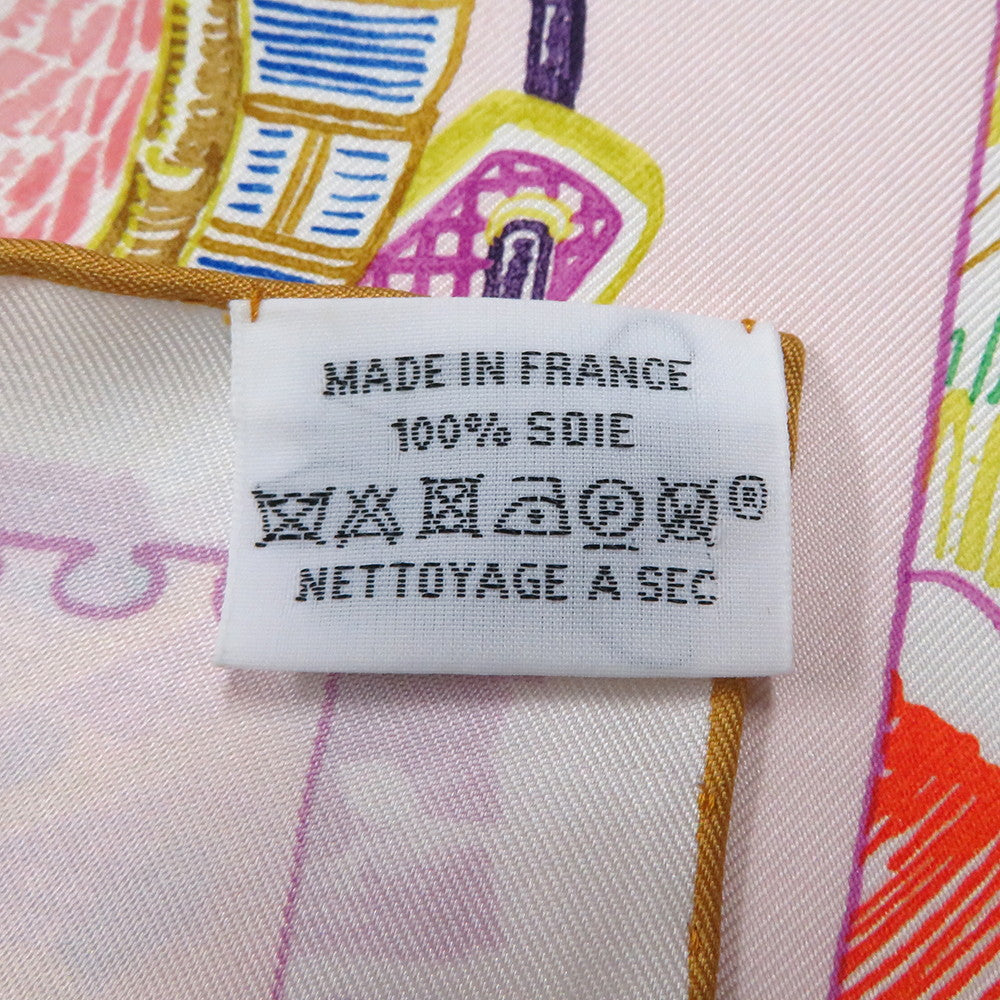 MADE IN FRANCE
100% SOIE
P W ®
NETTOYAGE A SEC